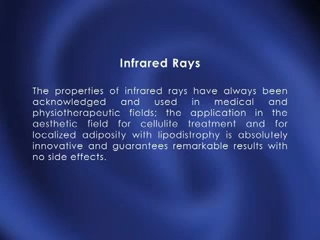 Infrared Rays
The properties of infrared rays have always been
acknowledged and used in medical and
physiotherapeutic fields; the application in the
aesthetic field for cellulite treatment and for
localized adiposity with lipodistrophy is absolutely
innovative and guarantees remarkable results with
no side effects.